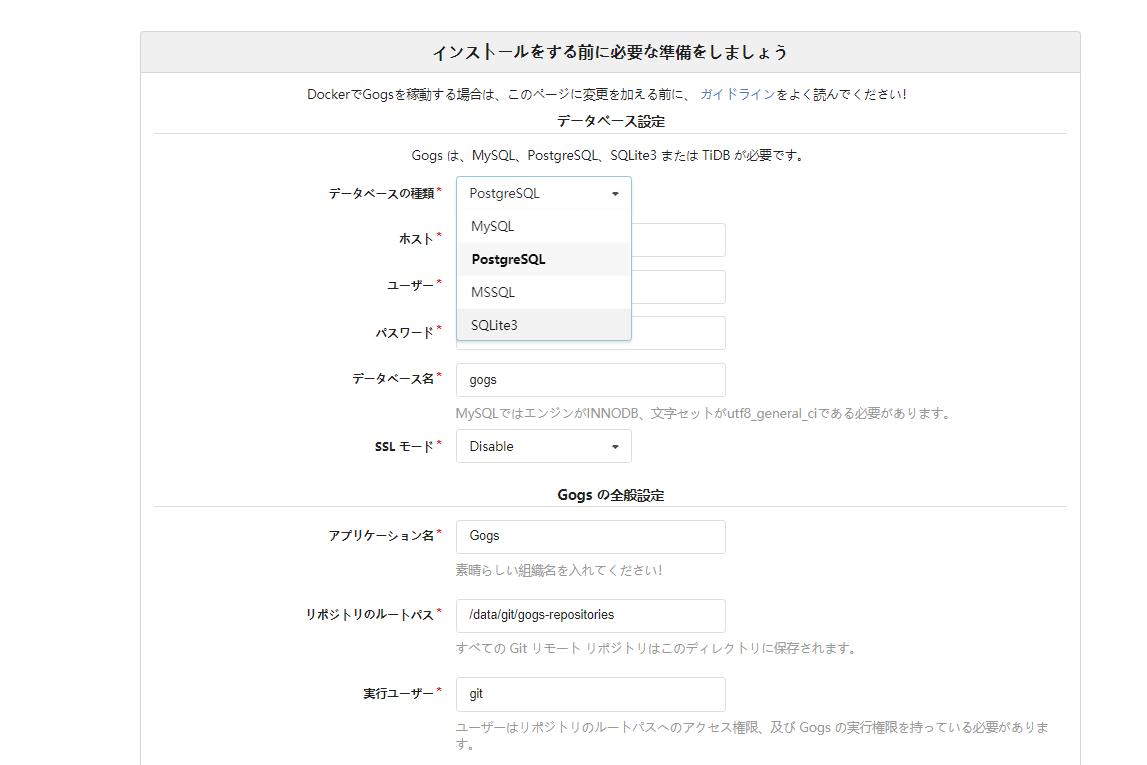 インストールをする前に必要な準備をしましょう
DockerでGogsを稼動する場合は、このページに変更を加える前に、 ガイドラインをよく読んでください!
データベース設定
Gogs は、MySQL、PostgreSQL、SQLite3 または TiDB が必要です。
データベースの種類* PostgreSQL
MySQL
ホスト*
PostgreSQL
ユーザー*
MSSQL
パスワード*
SQLite3
データベース名* gogs
MySQLではエンジンがINNODB、文字セットがutf8_general_ciである必要があります。
SSL モード* Disable
Gogs の全般設定
アプリケーション名* Gogs
素晴らしい組織名を入れてください!
リポジトリのルートパス* /data/git/gogs-repositories
すべての Git リモート リポジトリはこのディレクトリに保存されます。
実行ユーザー* git
ユーザーはリポジトリのルートパスへのアクセス権限、及び Gogs の実行権限を持っている必要がありま
す。